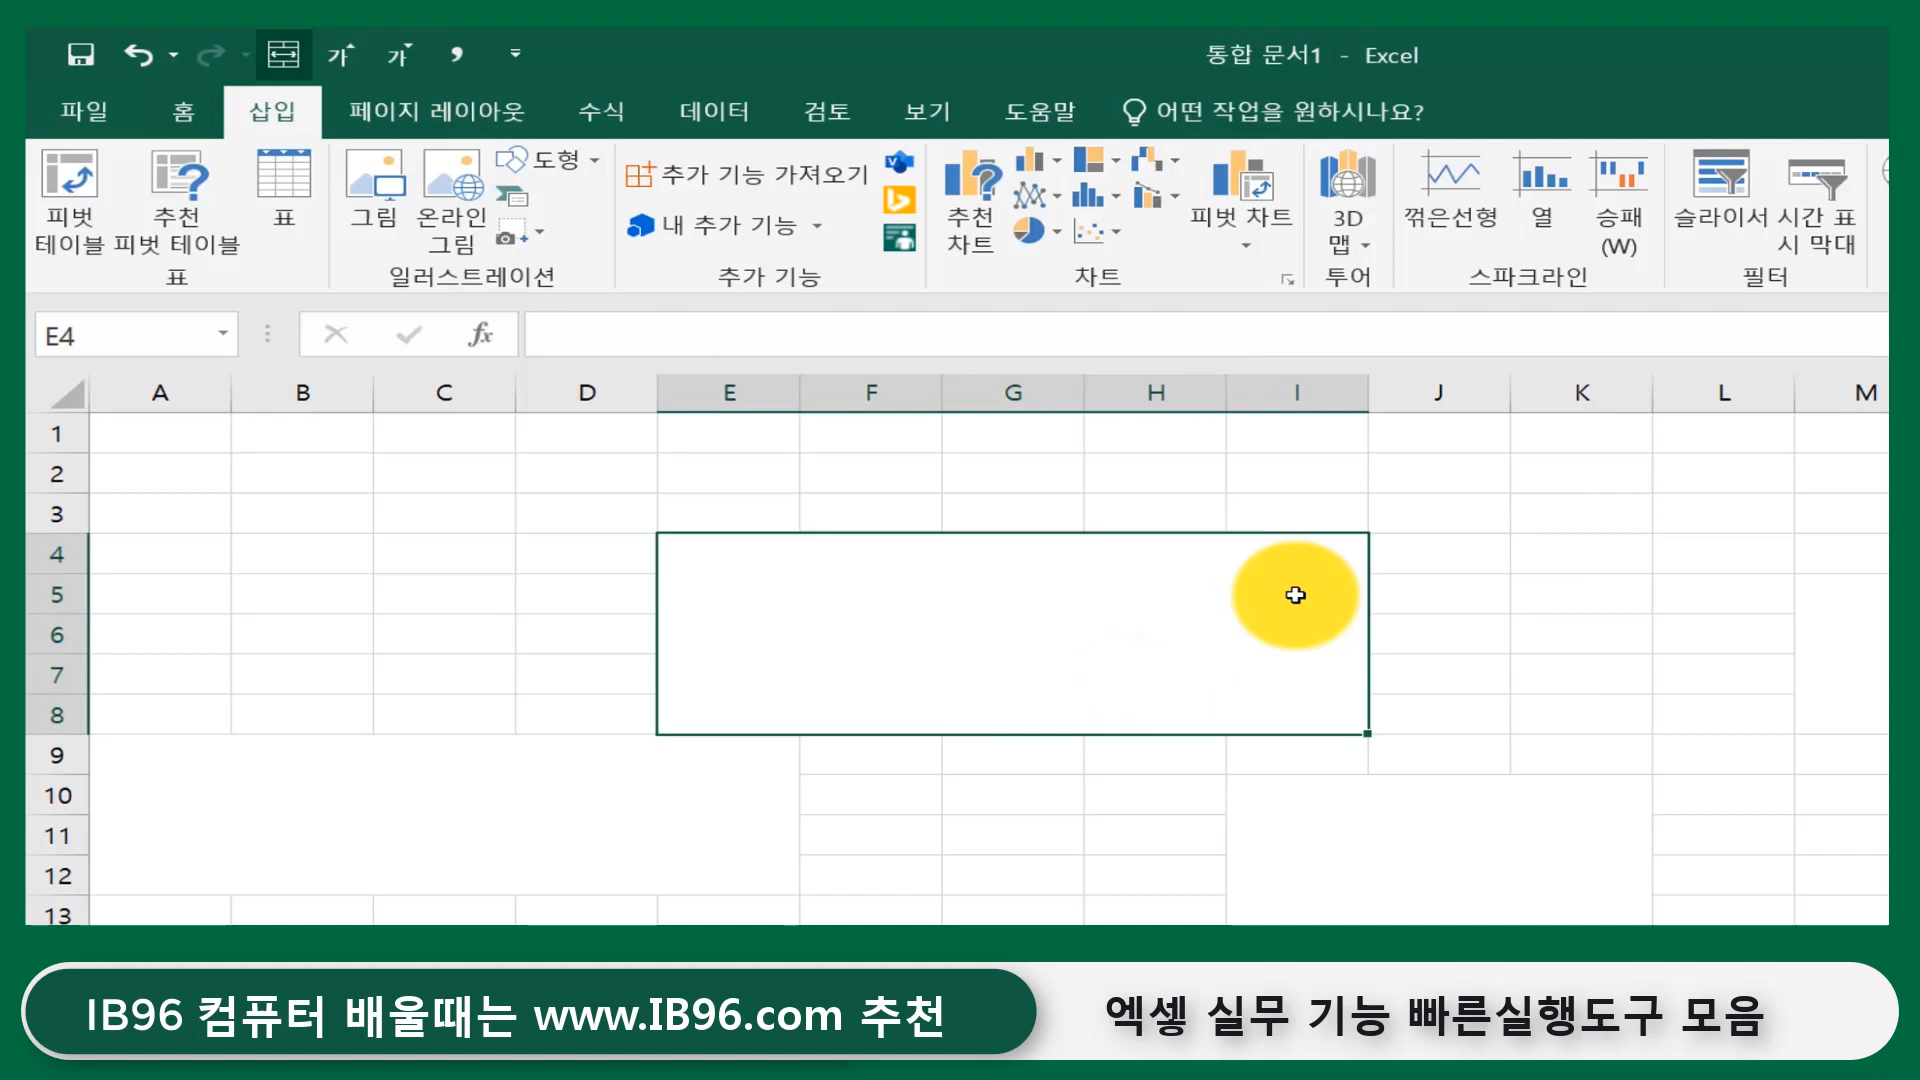 가 가 , 통합 문서1 - Excel
파일 홈 삽입 페이지 레이아웃 수식 데이터 검토 보기 도움말 어떤 작업을 원하시나요?
피벗 테이블
추천 피벗 테이블
표
표
그림
온라인 그림
도형
일러스트레이션
추가 기능 가져오기
내 추가 기능
추가 기능
추천 차트
피벗 차트
차트
3D 맵
투어
꺾은선형
열
승패 (W)
스파크라인
슬라이서
시간 표시 막대
필터
E4
fx
A B C D E F G H I J K L M
1
2
3
4
5
6
7
8
9
10
11
12
13
IB96 컴퓨터 배울때는 www.IB96.com 추천
엑셀 실무 기능 빠른실행도구 모음